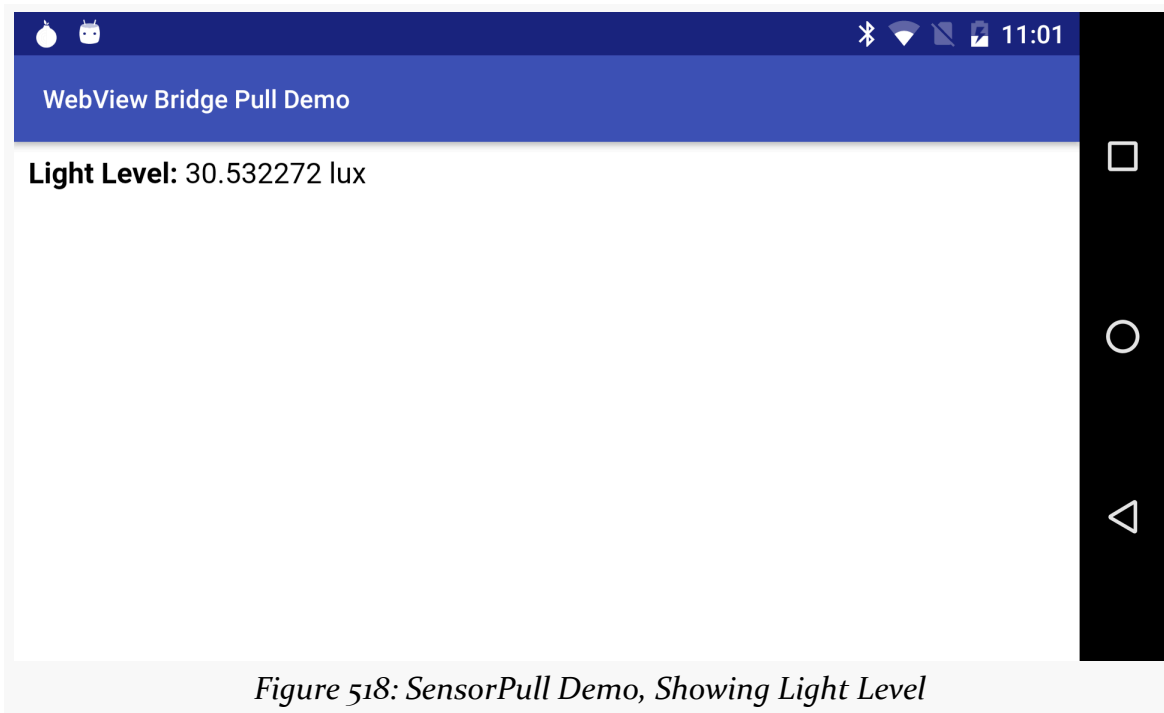 11:01
WebView Bridge Pull Demo
Light Level: 30.532272 lux
Figure 518: SensorPull Demo, Showing Light Level